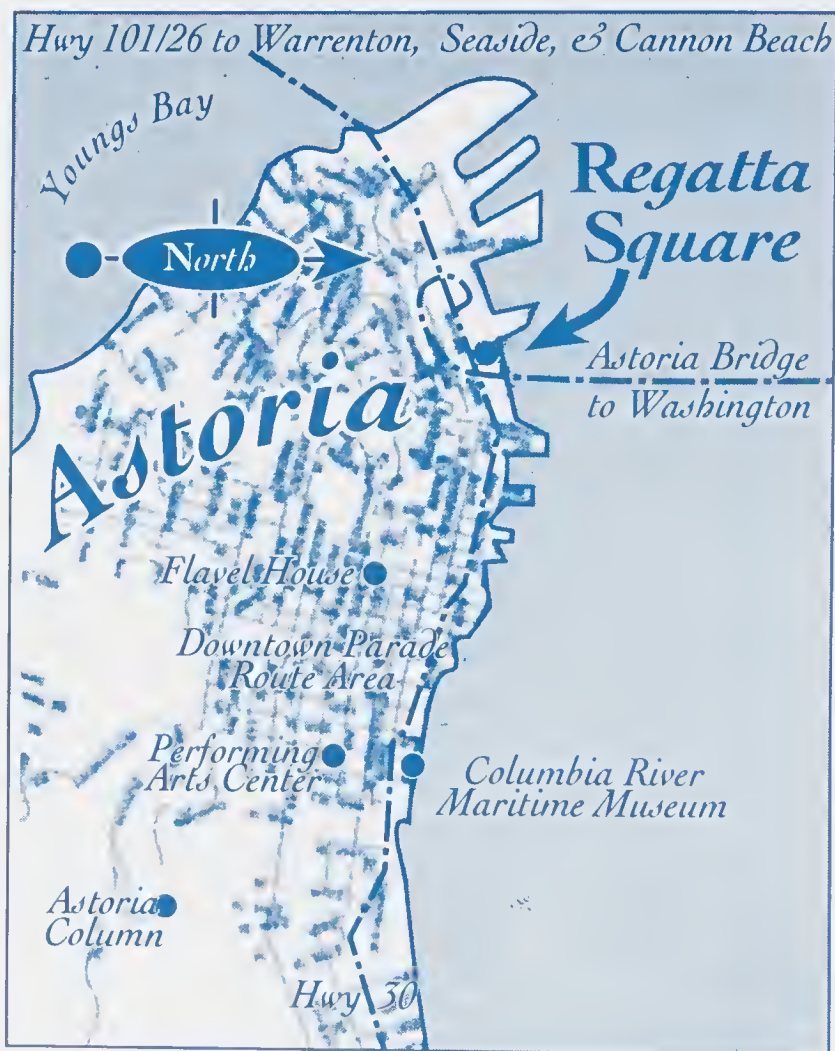 Hwy 101/26 to Warrenton, Seaside, & Cannon Beach
Youngs Bay
Regatta
Square
North
Astoria Bridge
to Washington
Astoria
Flavel House
Downtown Parade
Route Area
Performing
Arts Center
Columbia River
Maritime Museum
Astoria
Column
Hwy 30